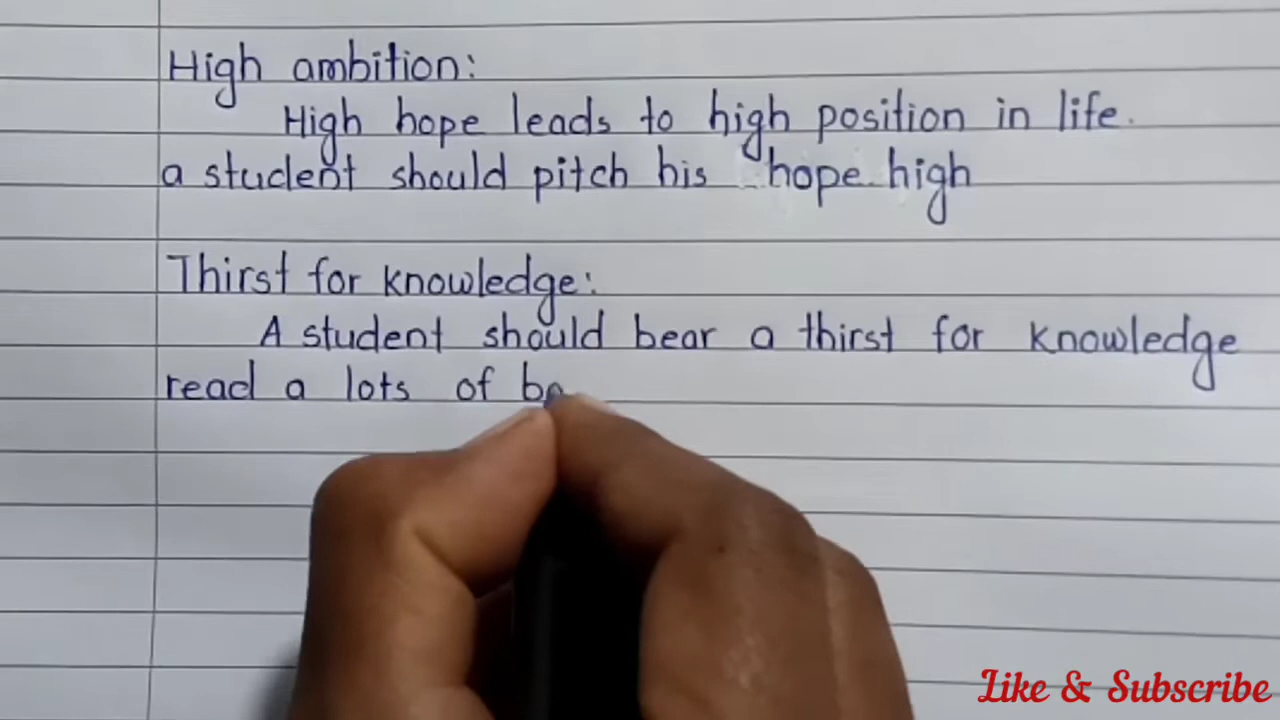 High ambition:
High hope leads to high position in life.
a student should pitch his hope high
Thirst for knowledge:
A student should bear a thirst for knowledge
read a lots of
Like & Subscribe